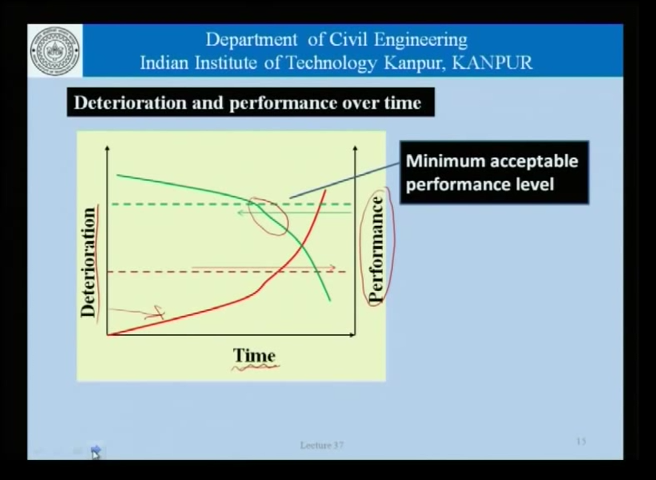 Department of Civil Engineering
Indian Institute of Technology Kanpur, KANPUR
Deterioration and performance over time
Minimum acceptable
performance level
Deterioration
Performance
Time
Lecture 37